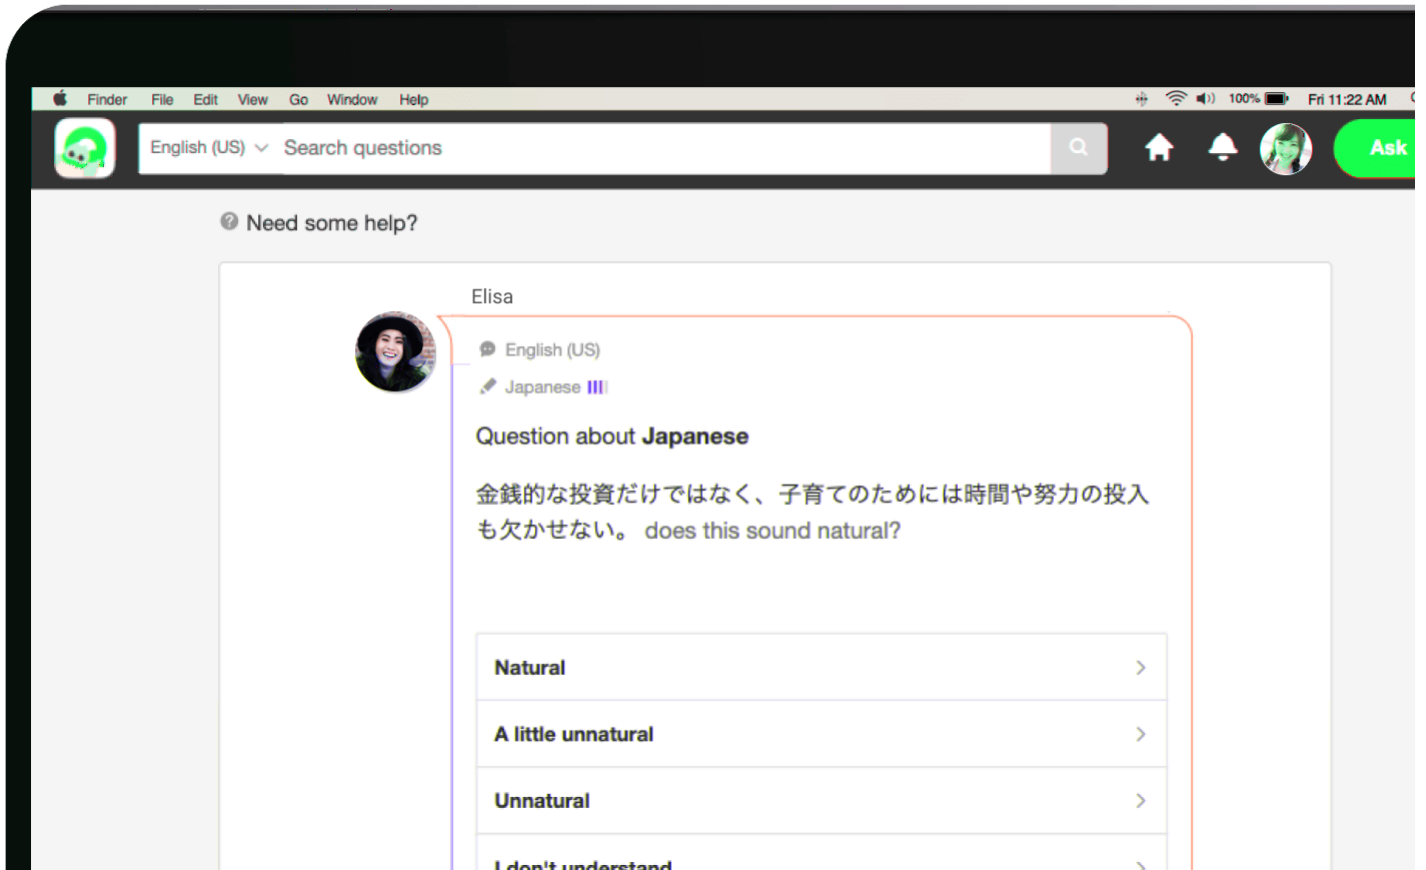 Finder File Edit View Go Window Help 100% Fri 11:22 AM
English (US) Search questions Ask
Need some help?
Elisa
English (US)
Japanese
Question about Japanese
金銭的な投資だけではなく、子育てのためには時間や努力の投入
も欠かせない。 does this sound natural?
Natural
A little unnatural
Unnatural
I don't understand